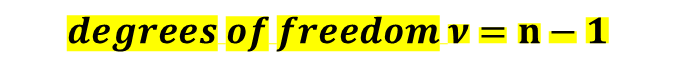 degrees of freedom ν = n − 1